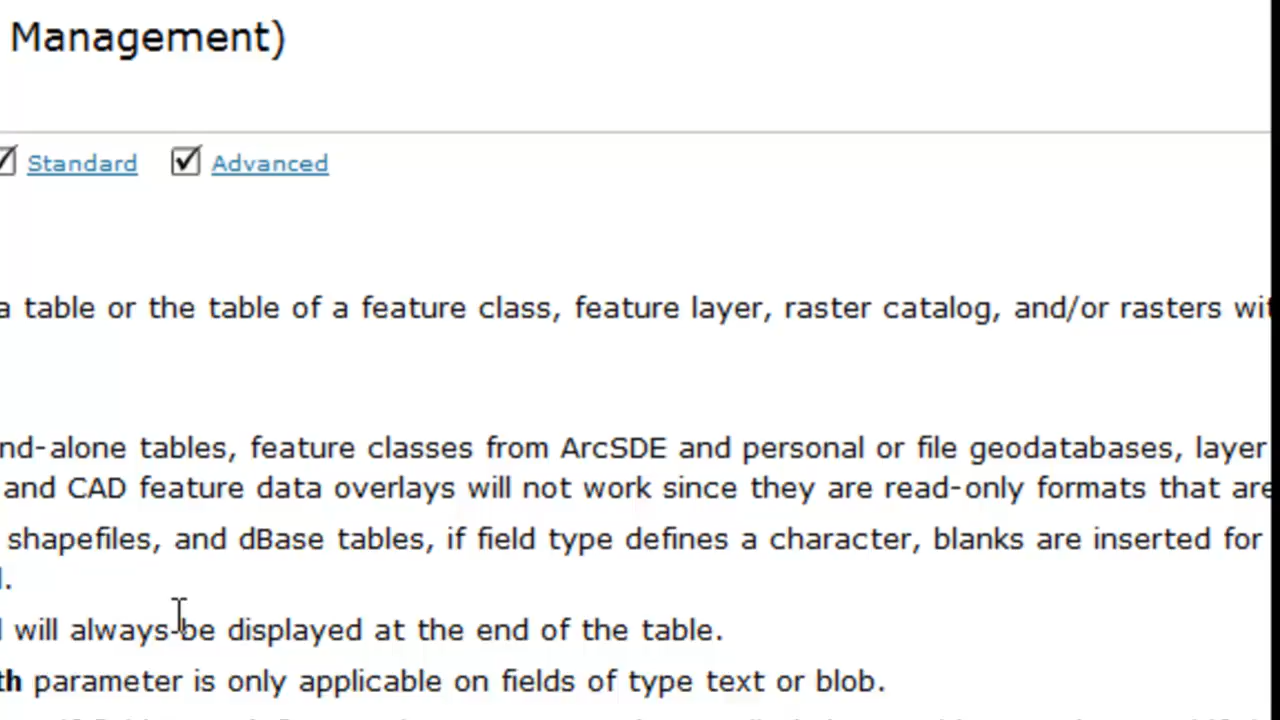 Management)
Standard Advanced
a table or the table of a feature class, feature layer, raster catalog, and/or rasters
nd-alone tables, feature classes from ArcSDE and personal or file geodatabases, layer
and CAD feature data overlays will not work since they are read-only formats that are
shapefiles, and dBase tables, if field type defines a character, blanks are inserted for
will always be displayed at the end of the table.
th parameter is only applicable on fields of type text or blob.